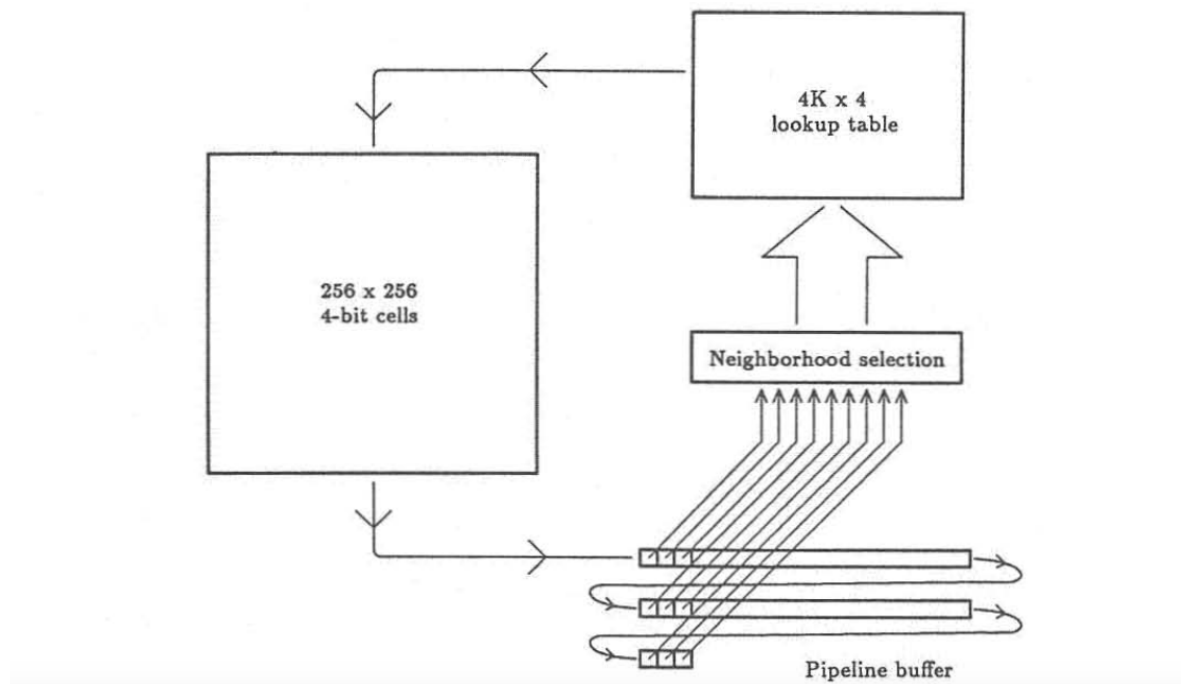 4K x 4
lookup table
256 x 256
4-bit cells
Neighborhood selection
Pipeline buffer